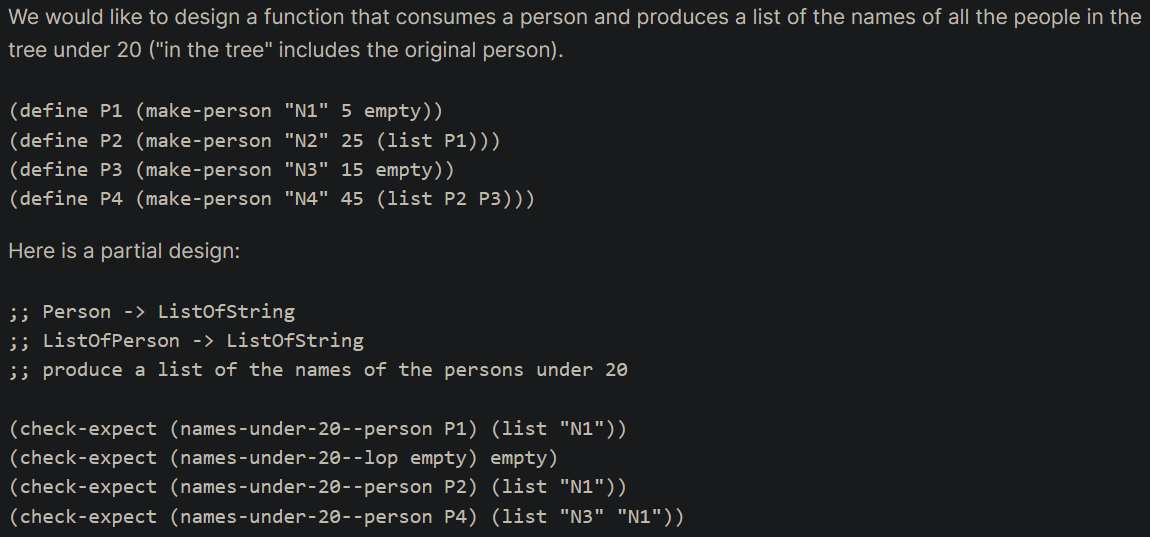 We would like to design a function that consumes a person and produces a list of the names of all the people in the
tree under 20 ("in the tree" includes the original person).
(define P1 (make-person "N1" 5 empty))
(define P2 (make-person "N2" 25 (list P1)))
(define P3 (make-person "N3" 15 empty))
(define P4 (make-person "N4" 45 (list P2 P3)))
Here is a partial design:
;; Person -> ListOfString
;; ListOfPerson -> ListOfString
;; produce a list of the names of the persons under 20
(check-expect (names-under-20--person P1) (list "N1"))
(check-expect (names-under-20--lop empty) empty)
(check-expect (names-under-20--person P2) (list "N1"))
(check-expect (names-under-20--person P4) (list "N3" "N1"))